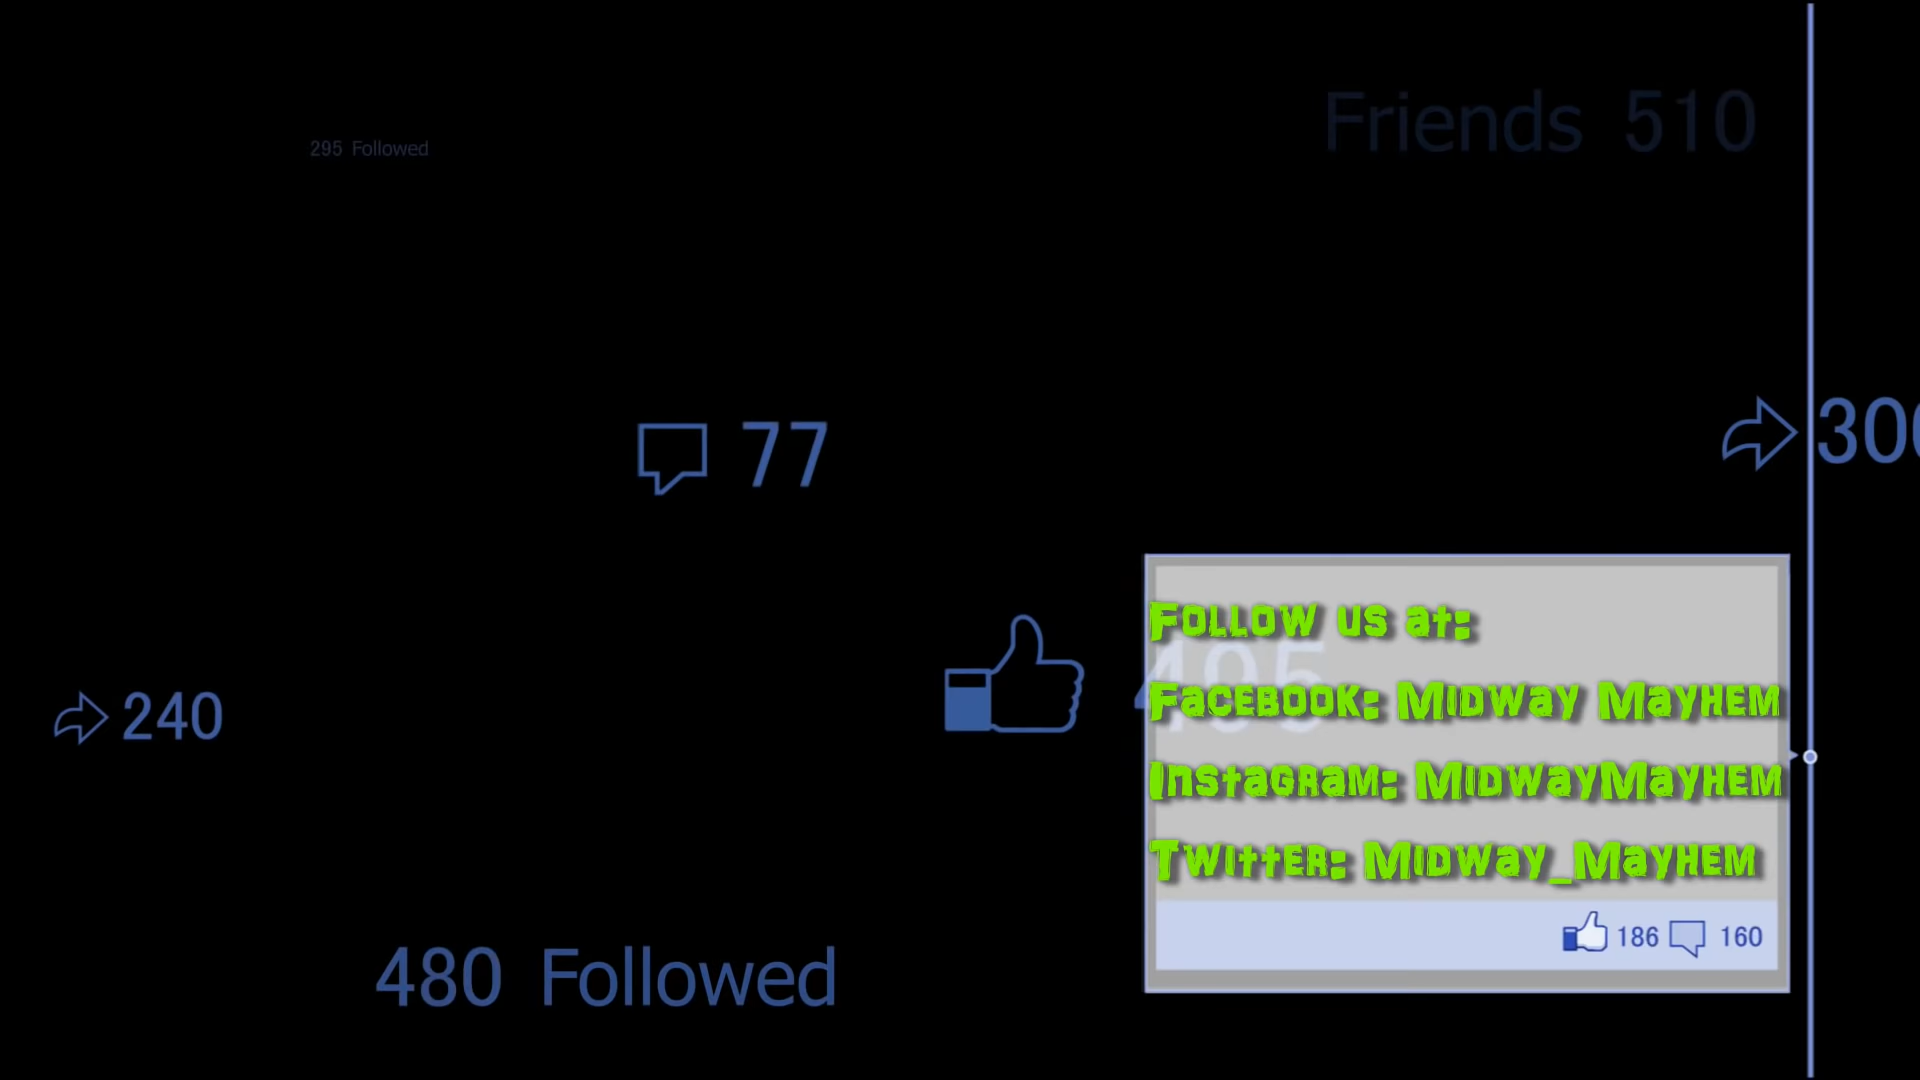 Friends 510
295 Followed
77
240
480 Followed
495
Follow us at:
Facebook: Midway Mayhem
Instagram: MidwayMayhem
Twitter: Midway_Mayhem
186 160